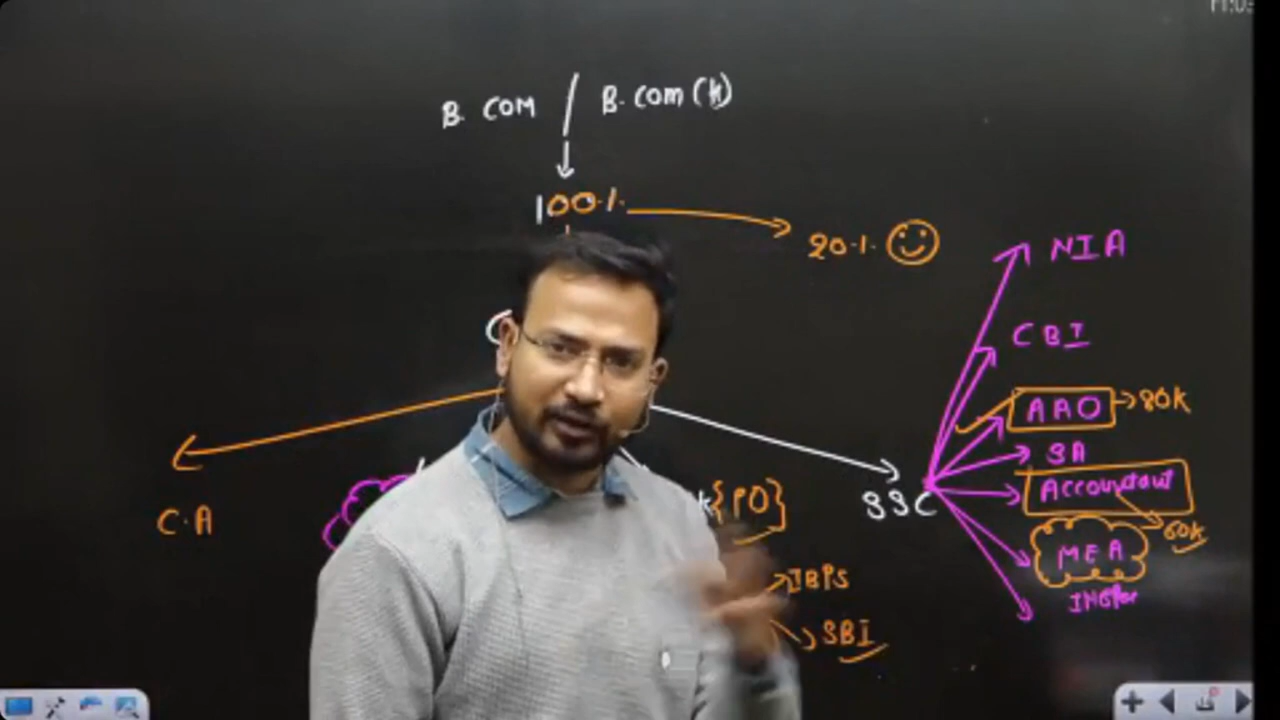 B. COM / B. Com (H)
100%
20%
NIA
CBI
AAO → 80k
SA
SSC
Accountant
60k
C.A
{PO}
MEA
IBPS
SBI